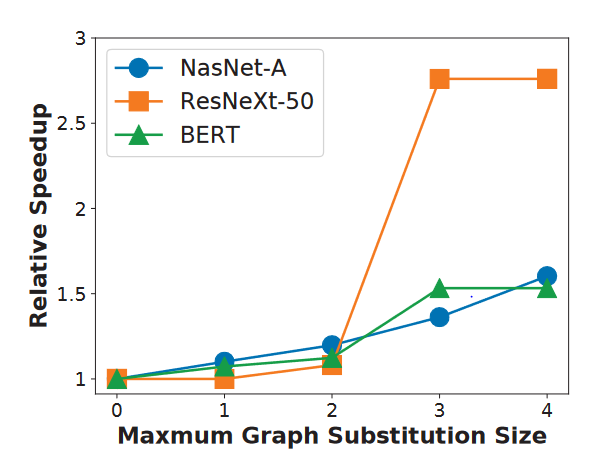 3
2.5
2
1.5
1
Relative Speedup
NasNet-A
ResNeXt-50
BERT
0 1 2 3 4
Maxmum Graph Substitution Size